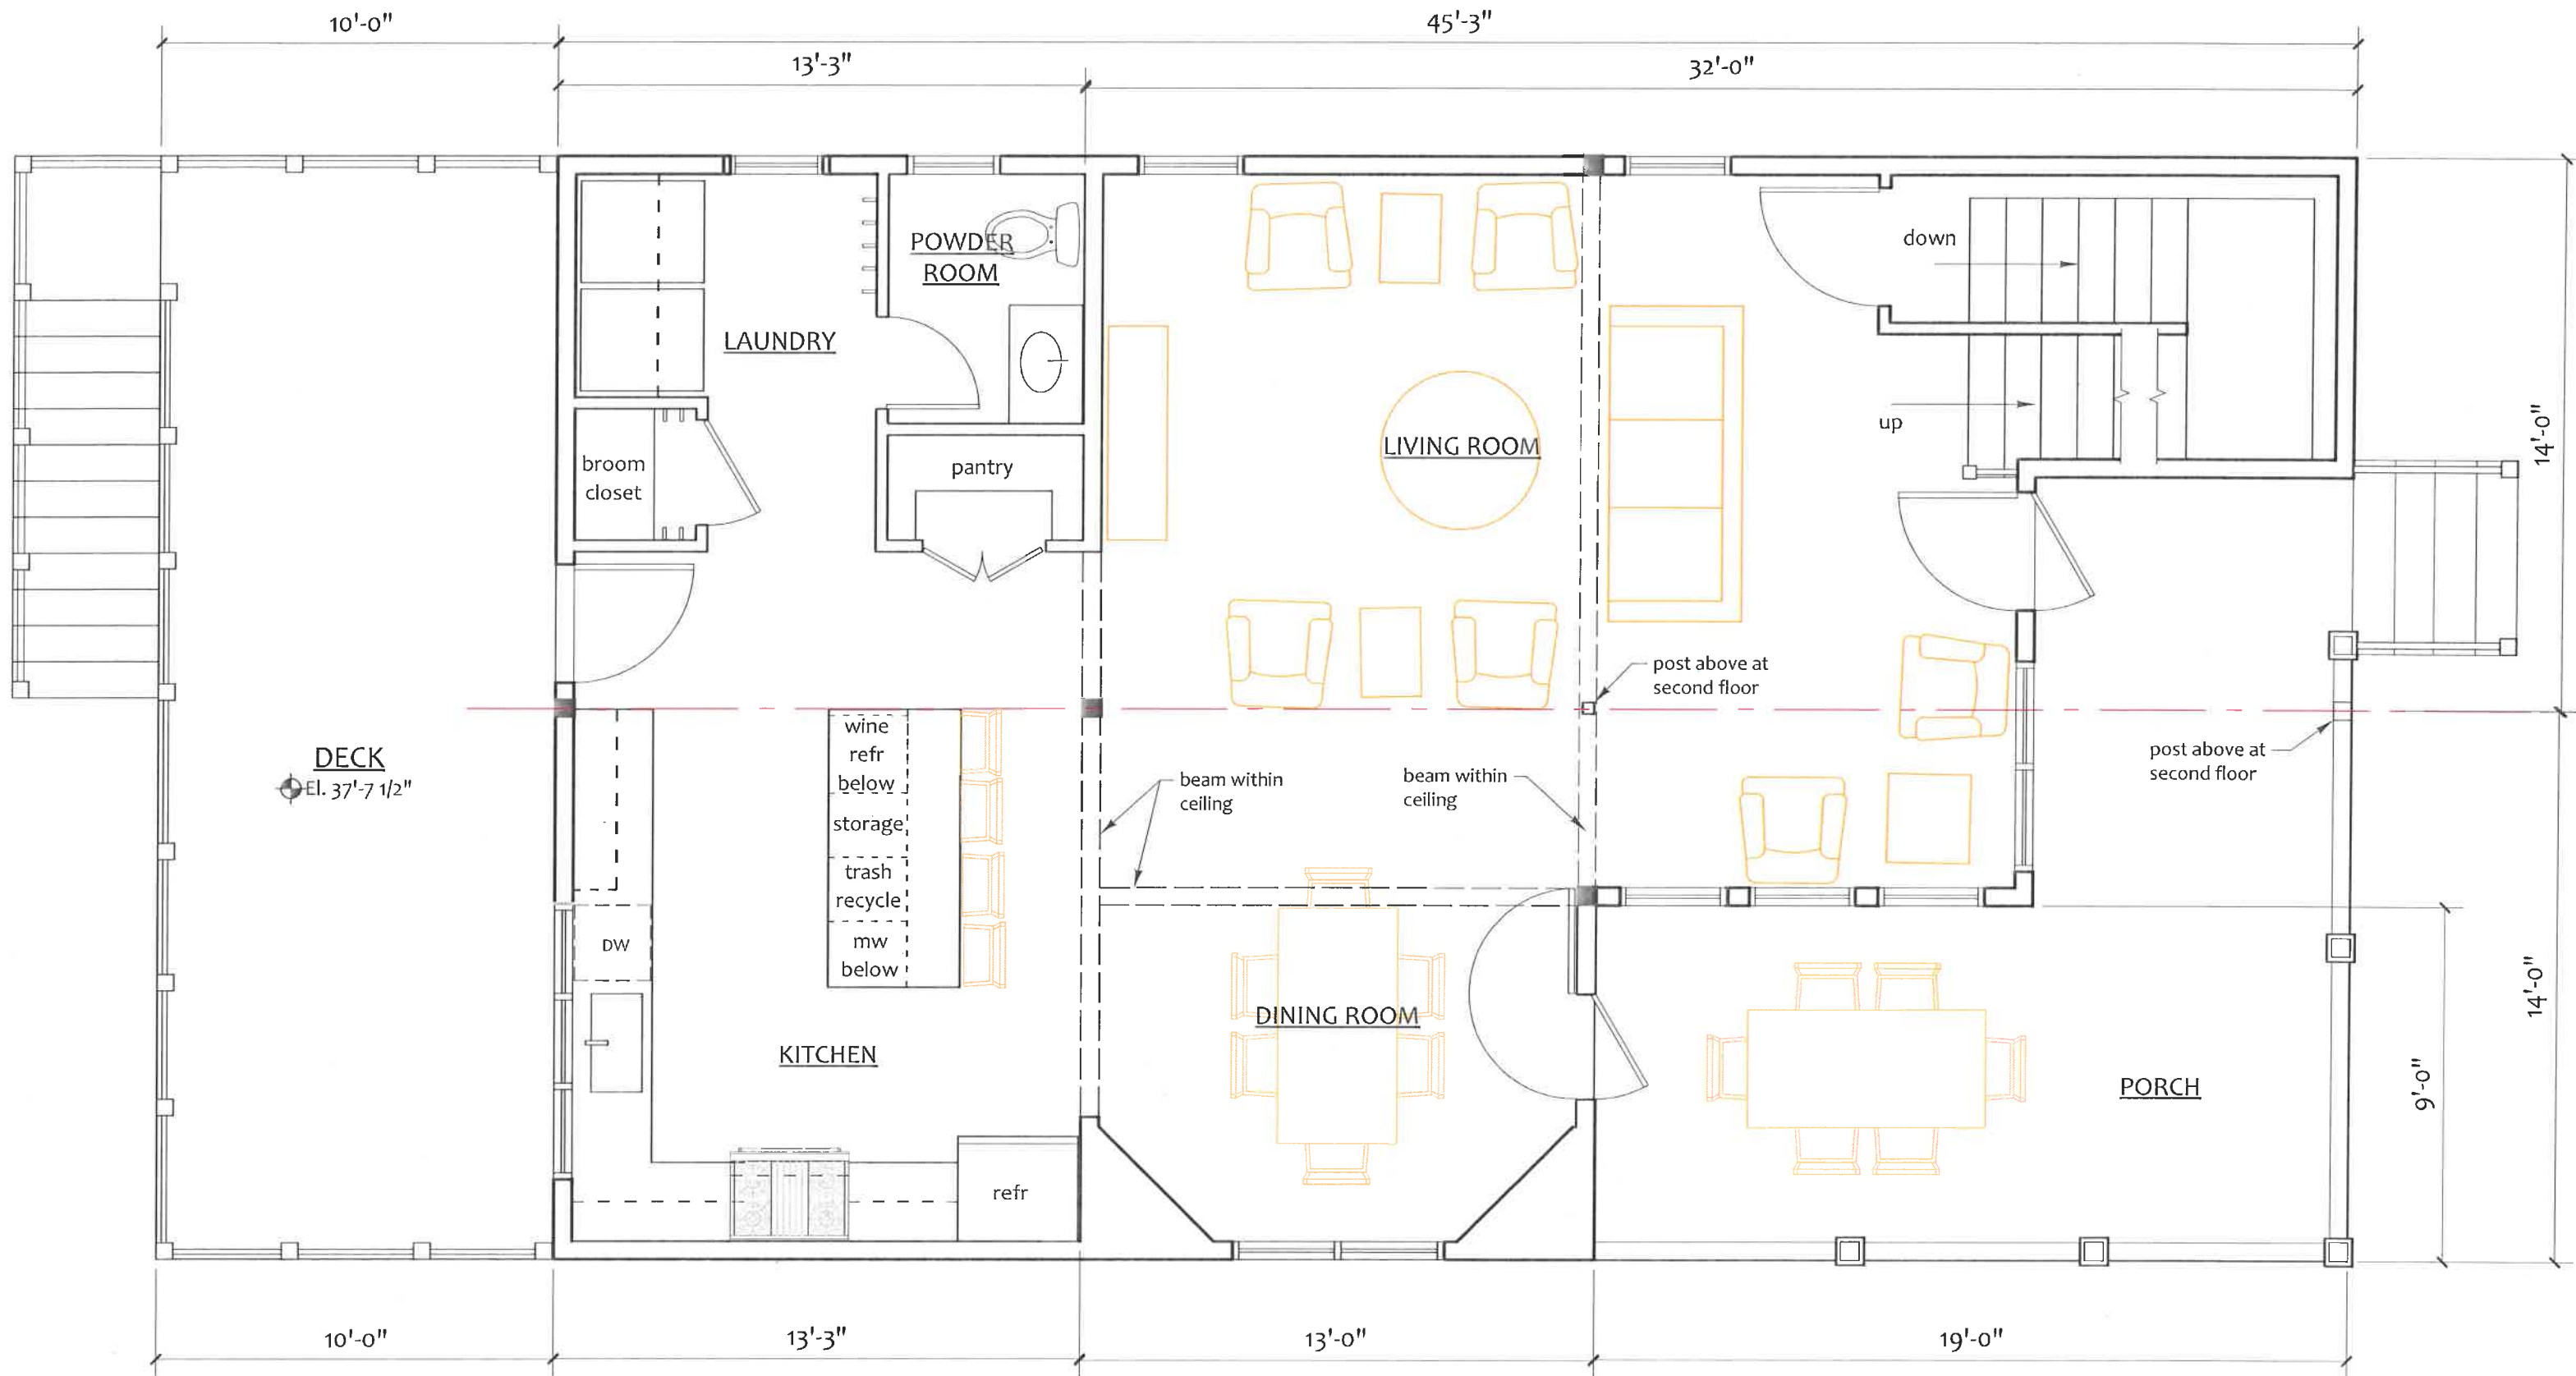 10'-0"
45'-3"
13'-3"
32'-0"
POWDER
ROOM
down
LAUNDRY
up
14'-0"
LIVING ROOM
broom
closet
pantry
post above at
second floor
wine
refr
below
storage
trash
recycle
mw
below
DECK
El. 37'-7 1/2"
beam within
ceiling
beam within
ceiling
post above at
second floor
DW
DINING ROOM
KITCHEN
PORCH
14'-0"
9'-0"
refr
10'-0"
13'-3"
13'-0"
19'-0"